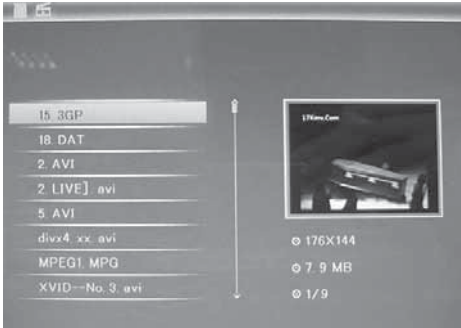 15. 3GP
18. DAT
2. AVI
2. LIVE]. avi
5. AVI
divx4. xx. avi
MPEG1. MPG
XVID--No. 3. avi
176X144
7. 9 MB
1/9